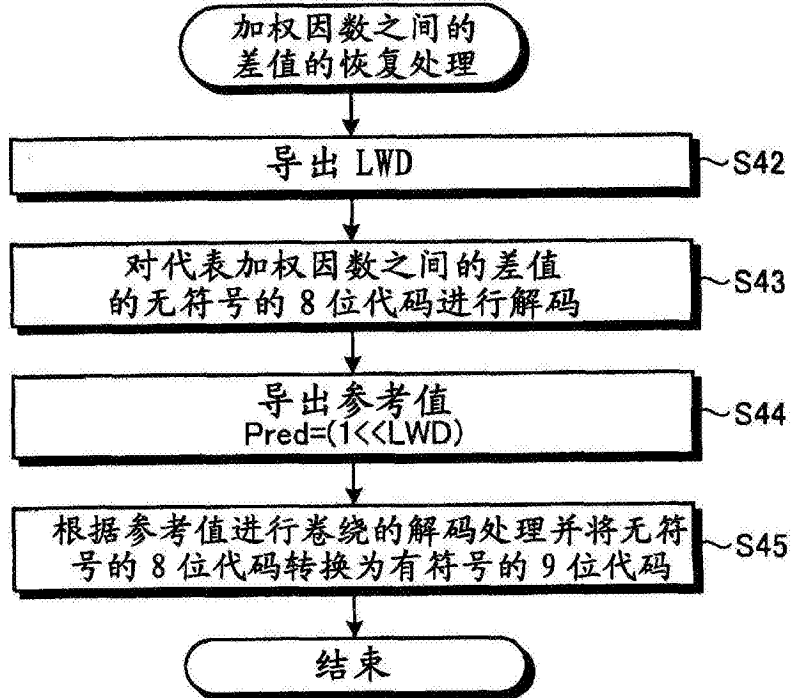 加权因数之间的
差值的恢复处理
导出 LWD
S42
对代表加权因数之间的差值
的无符号的 8 位代码进行解码
S43
导出参考值
Pred=(1<<LWD)
S44
根据参考值进行卷绕的解码处理并将无符
号的 8 位代码转换为有符号的 9 位代码
S45
结束